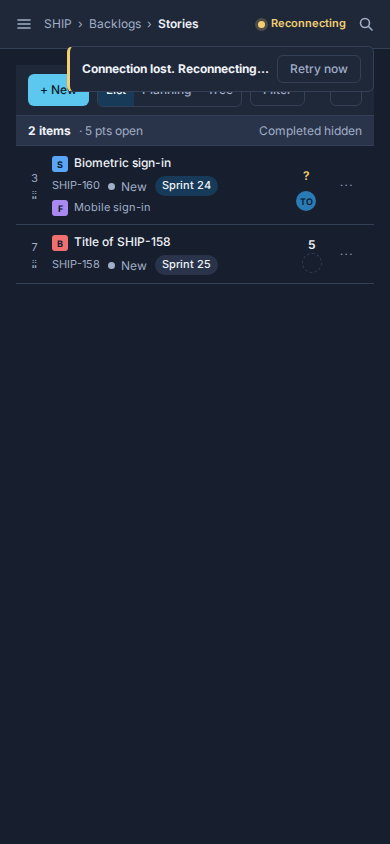 SHIP › Backlogs › Stories
Reconnecting
Connection lost. Reconnecting…
Retry now
+ New
2 items · 5 pts open
Completed hidden
3
S Biometric sign-in
?
SHIP-160 New Sprint 24
TO
F Mobile sign-in
7
B Title of SHIP-158
5
SHIP-158 New Sprint 25